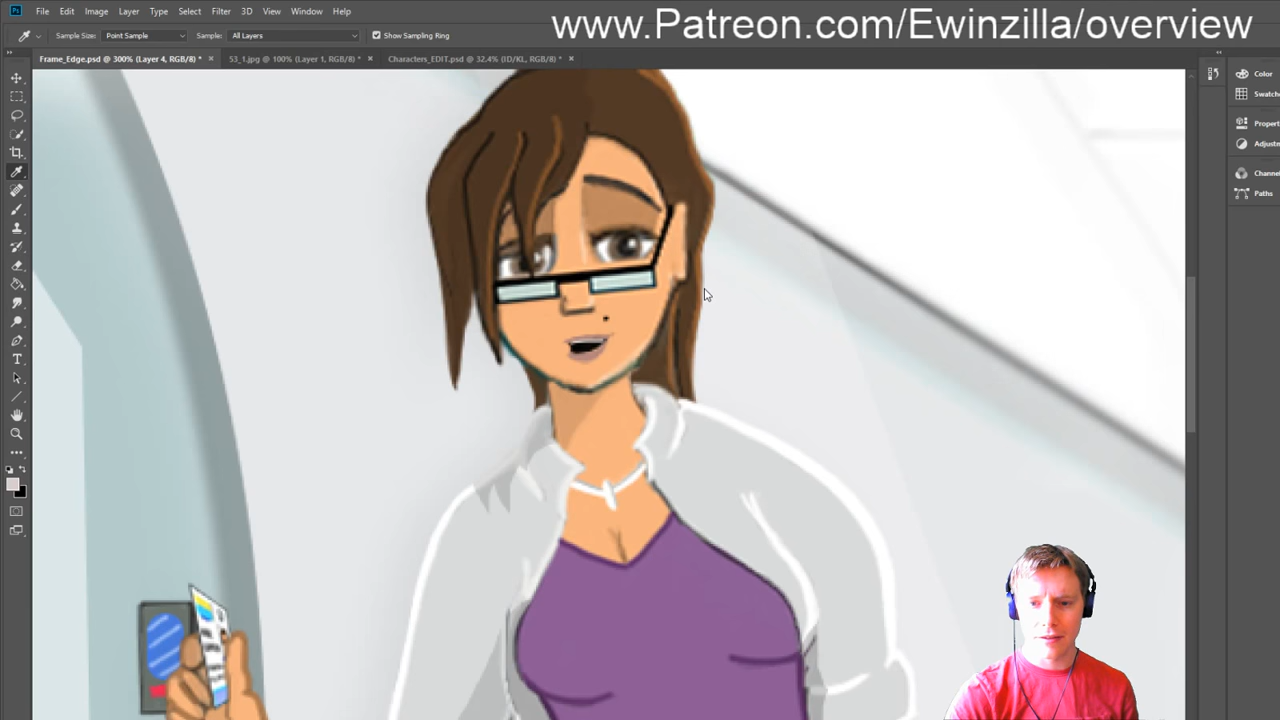 www.Patreon.com/Ewinzilla/overview
File Edit Image Layer Type Select Filter 3D View Window Help
Sample Size: Point Sample Sample: All Layers Show Sampling Ring
Frame_Edge.psd @ 300% (Layer 4, RGB/8) * × 53_1.jpg @ 100% (Layer 1, RGB/8) * × Characters_EDIT.psd @ 32.4% (ID/KL, RGB/8) * ×
Color
Swatche
Propert
Adjustm
Channe
Paths